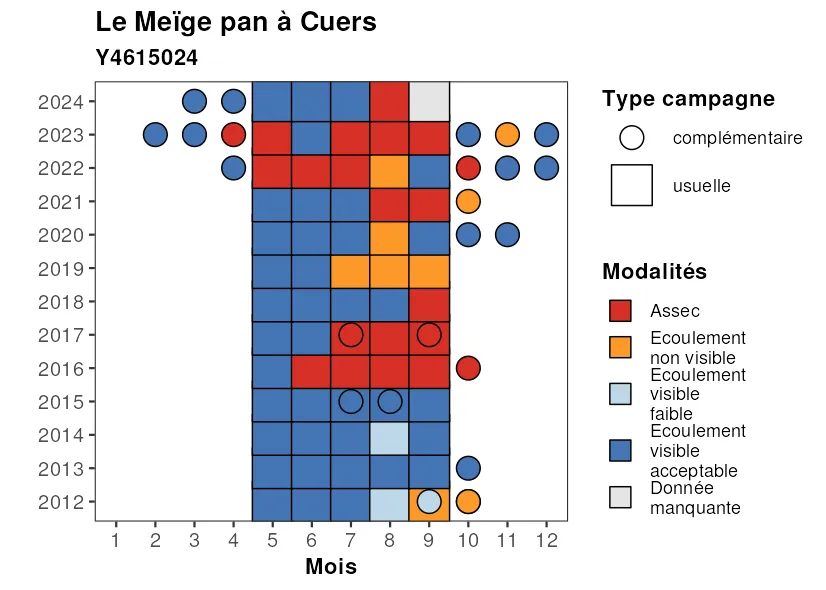 Le Meïge pan à Cuers
Y4615024
2024
2023
2022
2021
2020
2019
2018
2017
2016
2015
2014
2013
2012
1 2 3 4 5 6 7 8 9 10 11 12
Mois
Type campagne
complémentaire
usuelle
Modalités
Assec
Ecoulement
non visible
Ecoulement
visible
faible
Ecoulement
visible
acceptable
Donnée
manquante